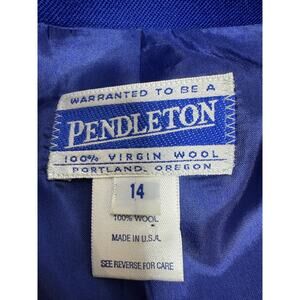 WARRANTED TO BE A
PENDLETON
100% VIRGIN WOOL
PORTLAND, OREGON
14
100% WOOL
MADE IN U.S.A.
SEE REVERSE FOR CARE